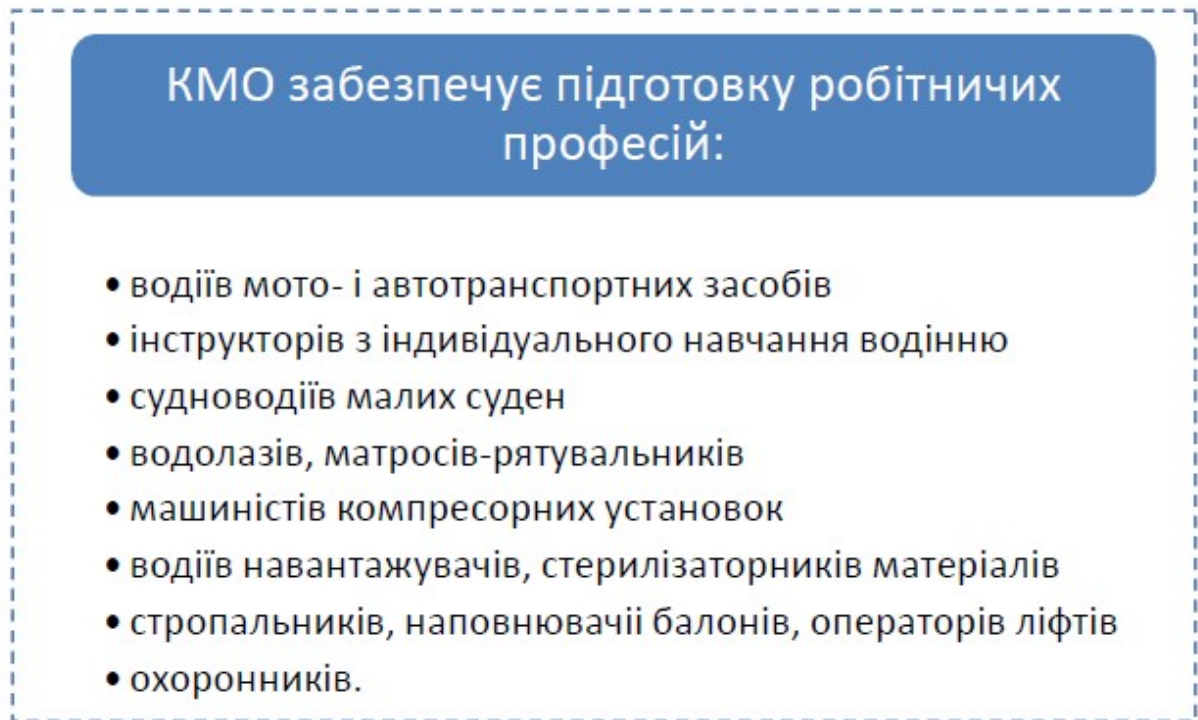 КМО забезпечує підготовку робітничих
професій:
• водіїв мото- і автотранспортних засобів
• інструкторів з індивідуального навчання водінню
• судноводіїв малих суден
• водолазів, матросів-рятувальників
• машиністів компресорних установок
• водіїв навантажувачів, стерилізаторників матеріалів
• стропальників, наповнювачіі балонів, операторів ліфтів
• охоронників.